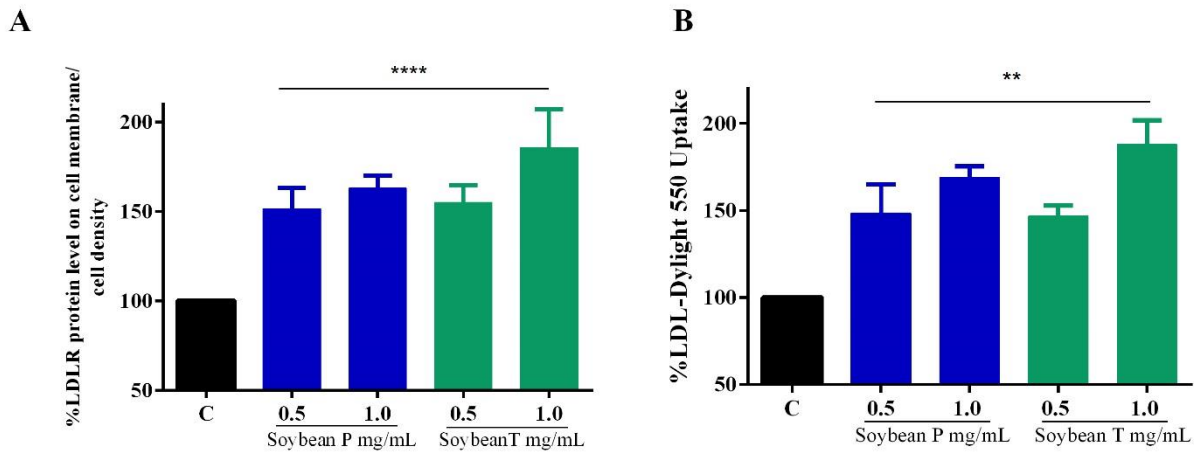 A
%LDLR protein level on cell membrane/
cell density
****
200
150
100
50
C
0.5
1.0
0.5
1.0
Soybean P mg/mL
SoybeanT mg/mL
B
%LDL-Dylight 550 Uptake
**
200
150
100
50
C
0.5
1.0
0.5
1.0
Soybean P mg/mL
Soybean T mg/mL